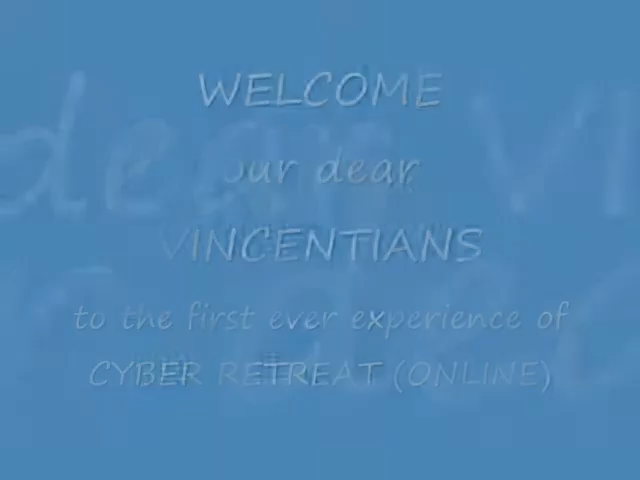 WELCOME
our dear
VINCENTIANS
to the first ever experience of
CYBER RETREAT (ONLINE)